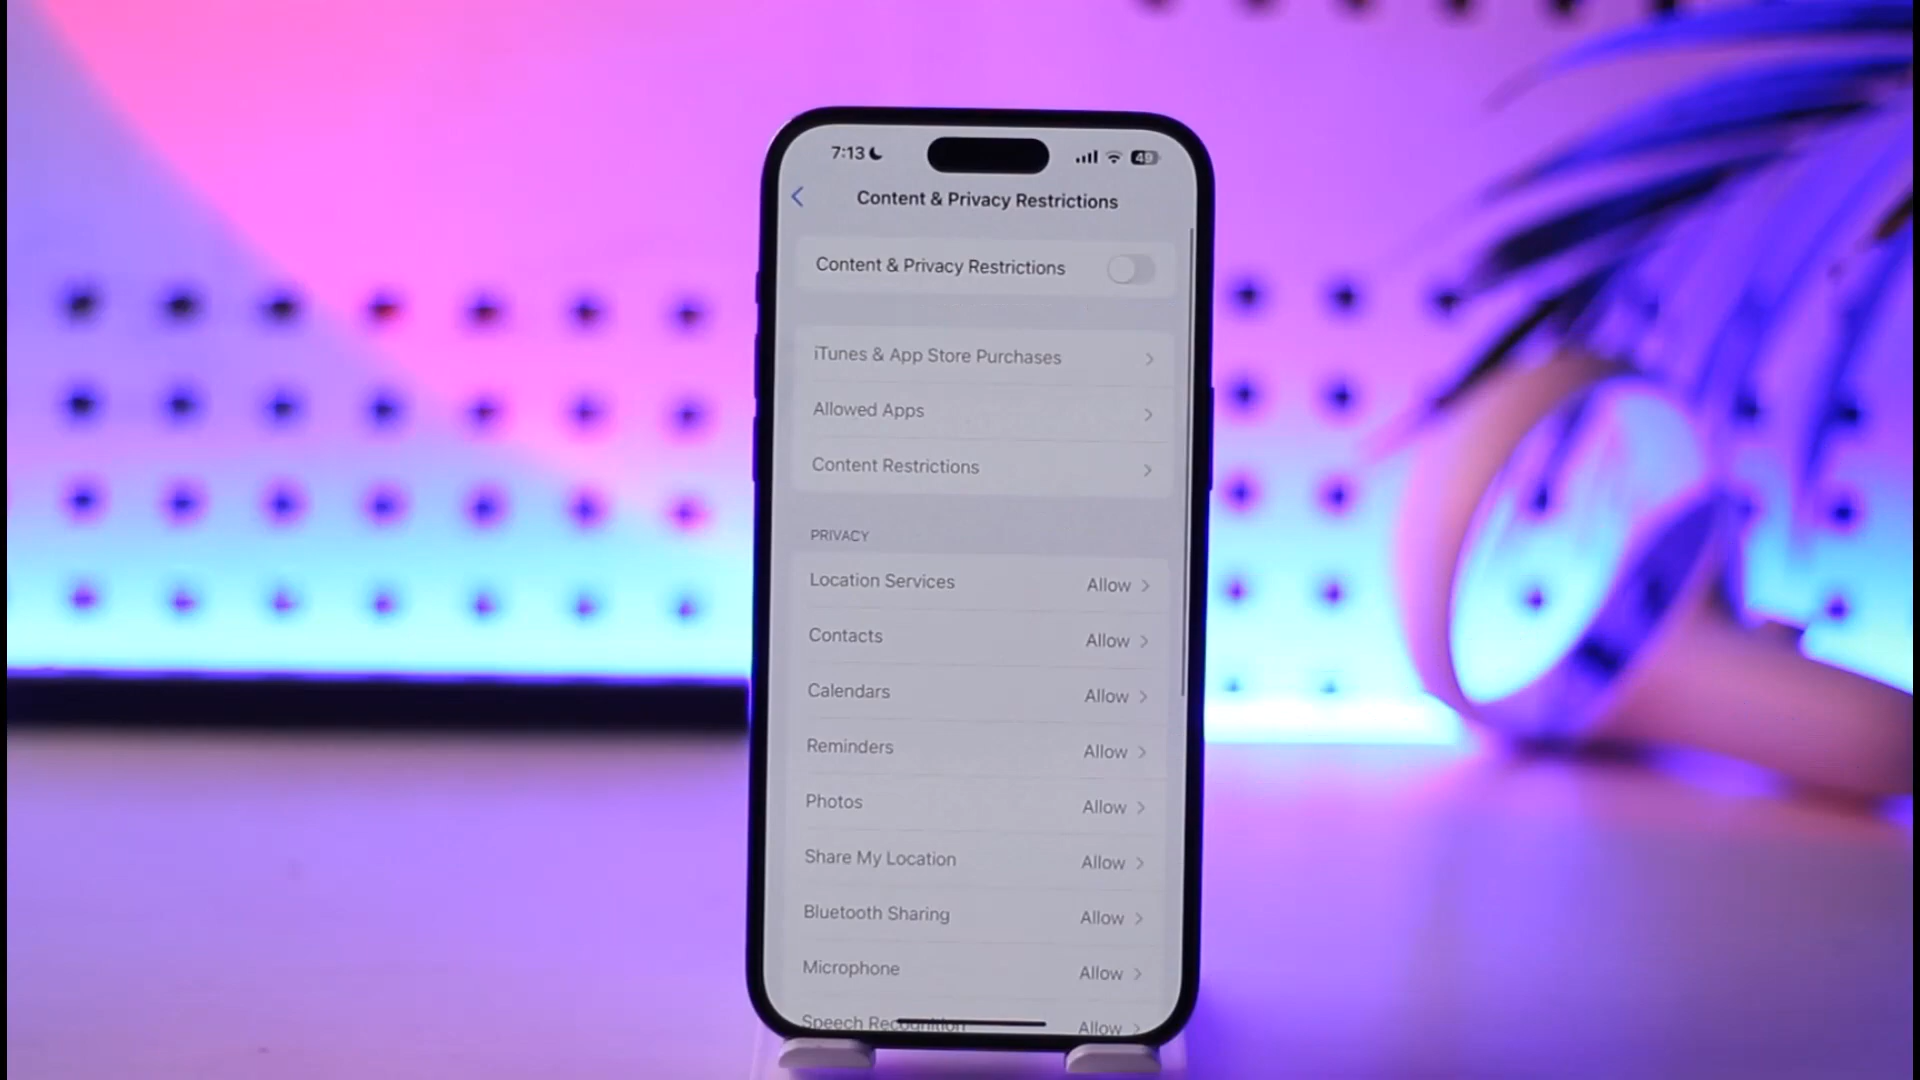 7:13 49
Content & Privacy Restrictions
Content & Privacy Restrictions
iTunes & App Store Purchases
Allowed Apps
Content Restrictions
PRIVACY
Location Services Allow
Contacts Allow
Calendars Allow
Reminders Allow
Photos Allow
Share My Location Allow
Bluetooth Sharing Allow
Microphone Allow
Speech Recognition Allow